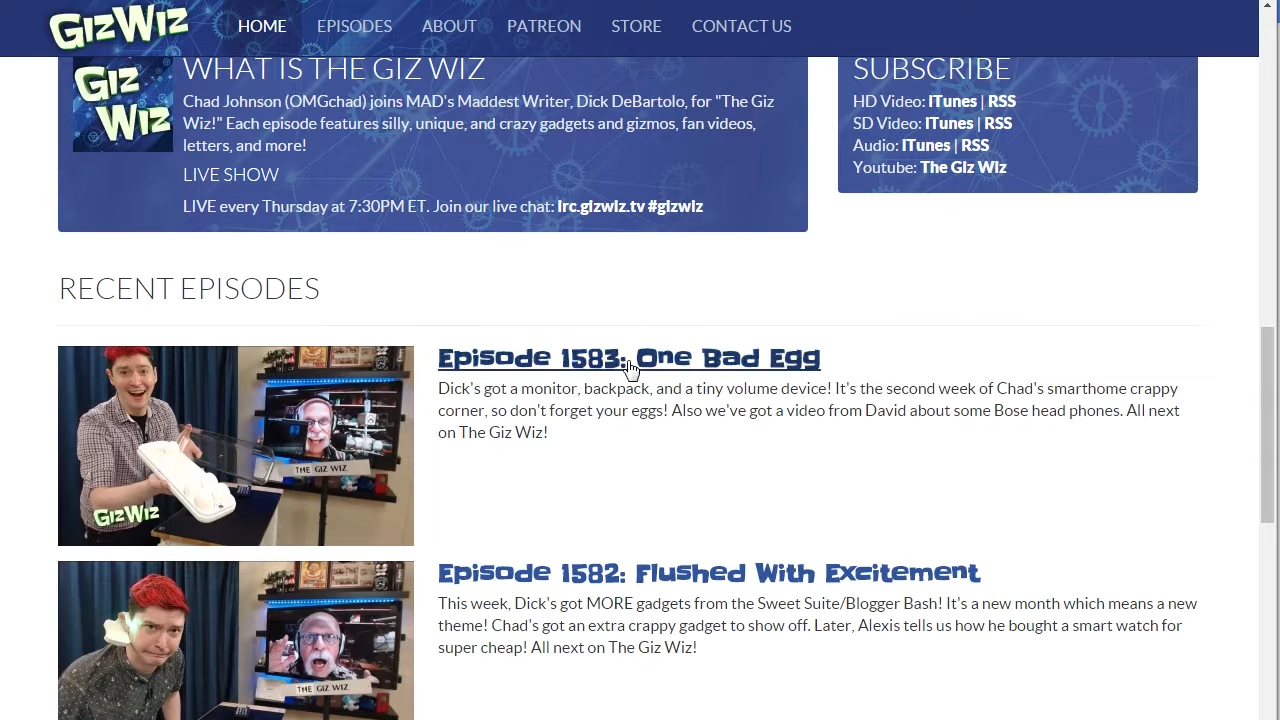 GizWiz
HOME EPISODES ABOUT PATREON STORE CONTACT US
Giz
Wiz
WHAT IS THE GIZ WIZ
Chad Johnson (OMGchad) joins MAD's Maddest Writer, Dick DeBartolo, for "The Giz
Wiz!" Each episode features silly, unique, and crazy gadgets and gizmos, fan videos,
letters, and more!
LIVE SHOW
LIVE every Thursday at 7:30PM ET. Join our live chat: irc.gizwiz.tv #gizwiz
SUBSCRIBE
HD Video: iTunes | RSS
SD Video: iTunes | RSS
Audio: iTunes | RSS
Youtube: The Giz Wiz
RECENT EPISODES
THE GIZ WIZ
GizWiz
Episode 1583: One Bad Egg
Dick's got a monitor, backpack, and a tiny volume device! It's the second week of Chad's smarthome crappy
corner, so don't forget your eggs! Also we've got a video from David about some Bose head phones. All next
on The Giz Wiz!
THE GIZ WIZ
Episode 1582: Flushed With Excitement
This week, Dick's got MORE gadgets from the Sweet Suite/Blogger Bash! It's a new month which means a new
theme! Chad's got an extra crappy gadget to show off. Later, Alexis tells us how he bought a smart watch for
super cheap! All next on The Giz Wiz!